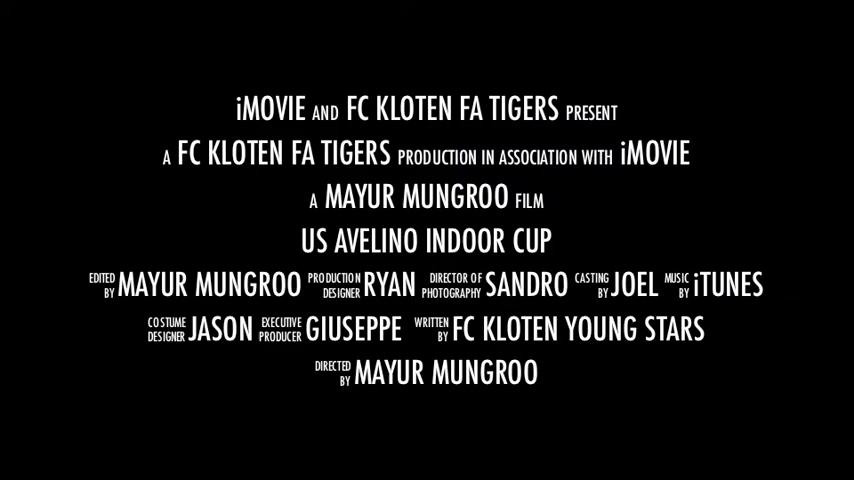 iMOVIE AND FC KLOTEN FA TIGERS PRESENT
A FC KLOTEN FA TIGERS PRODUCTION IN ASSOCIATION WITH iMOVIE
A MAYUR MUNGROO FILM
US AVELINO INDOOR CUP
EDITED BY MAYUR MUNGROO PRODUCTION DESIGNER RYAN DIRECTOR OF PHOTOGRAPHY SANDRO CASTING BY JOEL MUSIC BY iTUNES
COSTUME DESIGNER JASON EXECUTIVE PRODUCER GIUSEPPE WRITTEN BY FC KLOTEN YOUNG STARS
DIRECTED BY MAYUR MUNGROO